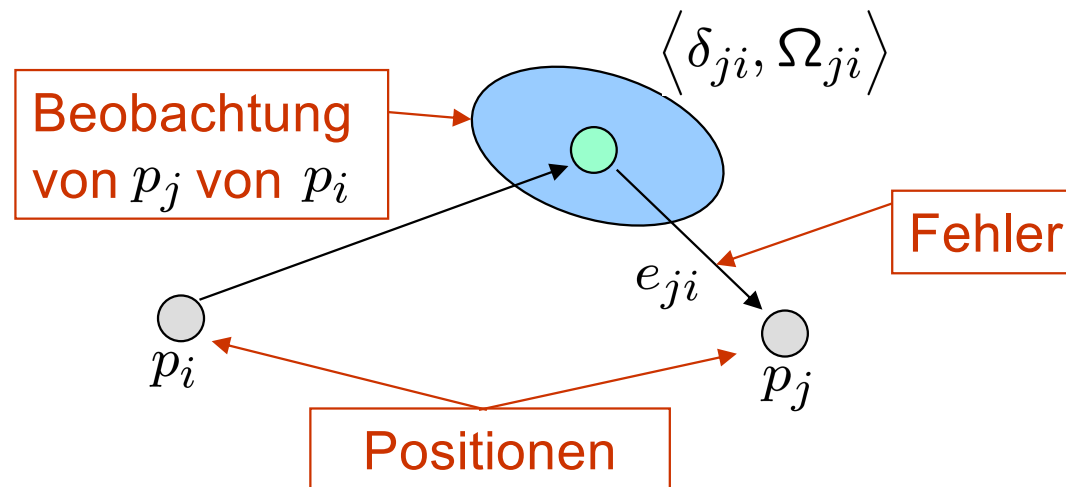 ⟨δ_ji, Ω_ji⟩
Beobachtung
von p_j von p_i
Fehler
e_ji
p_i
p_j
Positionen